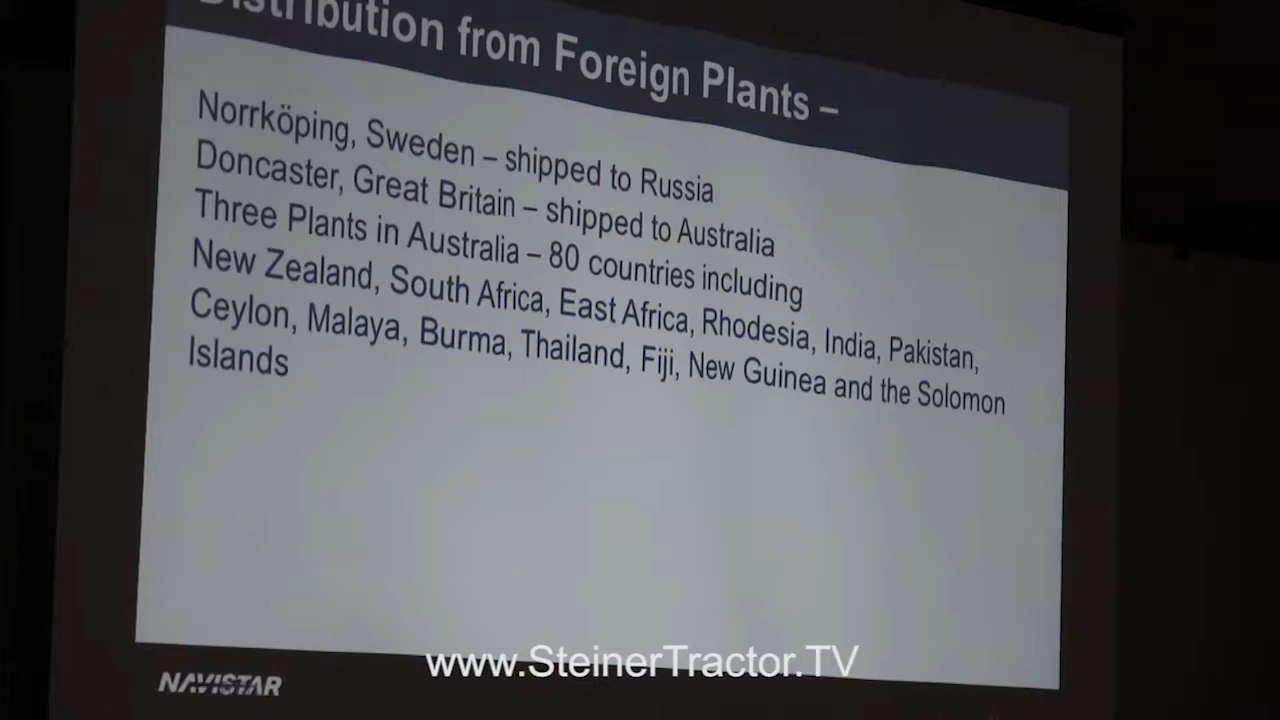 Distribution from Foreign Plants –
Norrköping, Sweden – shipped to Russia
Doncaster, Great Britain – shipped to Australia
Three Plants in Australia – 80 countries including
New Zealand, South Africa, East Africa, Rhodesia, India, Pakistan,
Ceylon, Malaya, Burma, Thailand, Fiji, New Guinea and the Solomon
Islands
www.SteinerTractor.TV
NAVISTAR